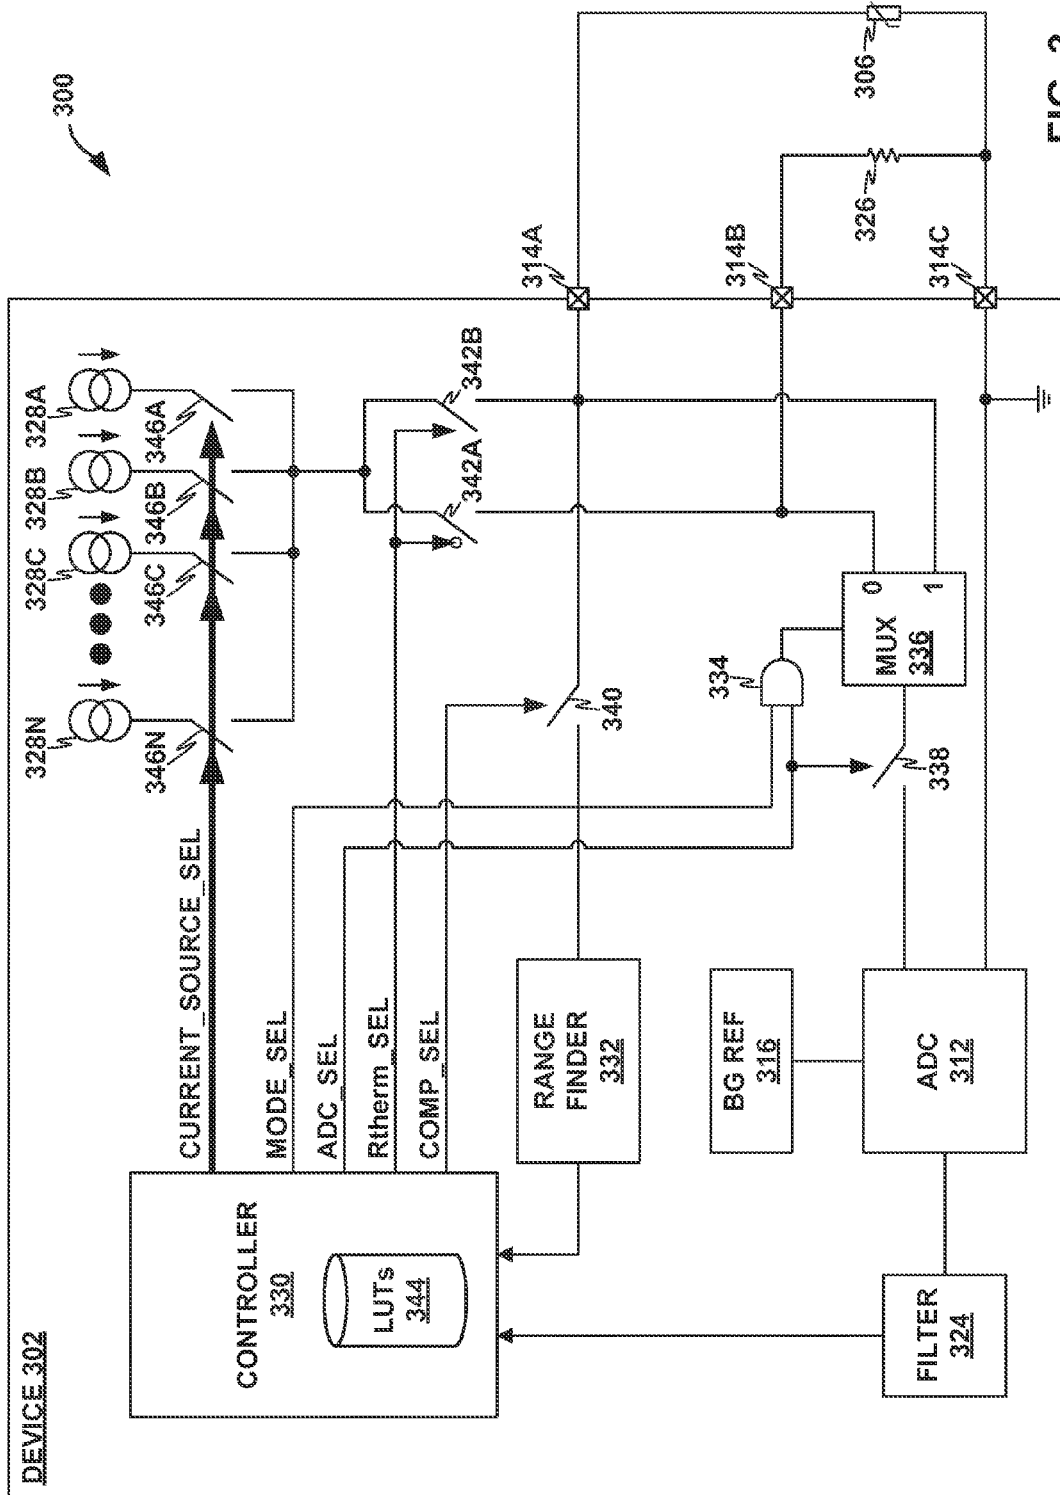 DEVICE 302
300
328N
328C
328B
328A
346N
346C
346B
346A
CURRENT_SOURCE_SEL
MODE_SEL
ADC_SEL
Rtherm_SEL
COMP_SEL
CONTROLLER
330
LUTs
344
342A
342B
340
334
338
RANGE
FINDER
332
BG REF
316
ADC
312
FILTER
324
MUX
336
0
1
314A
314B
314C
326
306